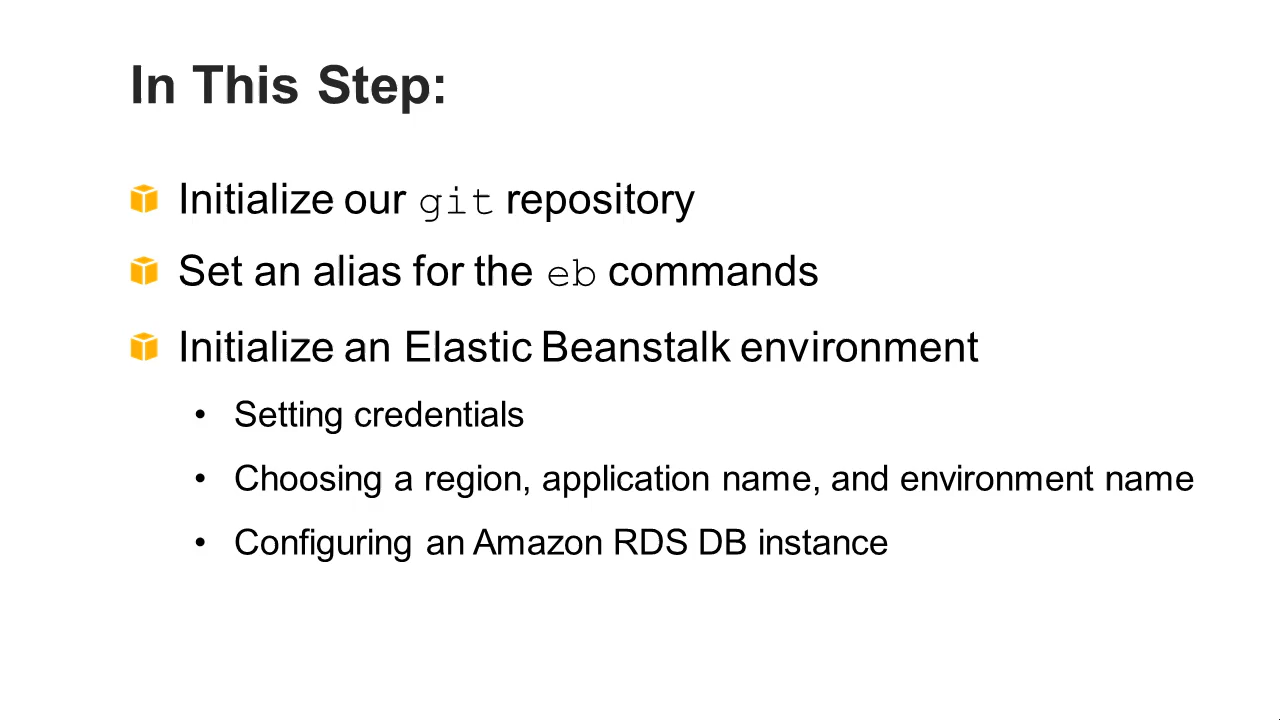 In This Step:
Initialize our git repository
Set an alias for the eb commands
Initialize an Elastic Beanstalk environment
• Setting credentials
• Choosing a region, application name, and environment name
• Configuring an Amazon RDS DB instance